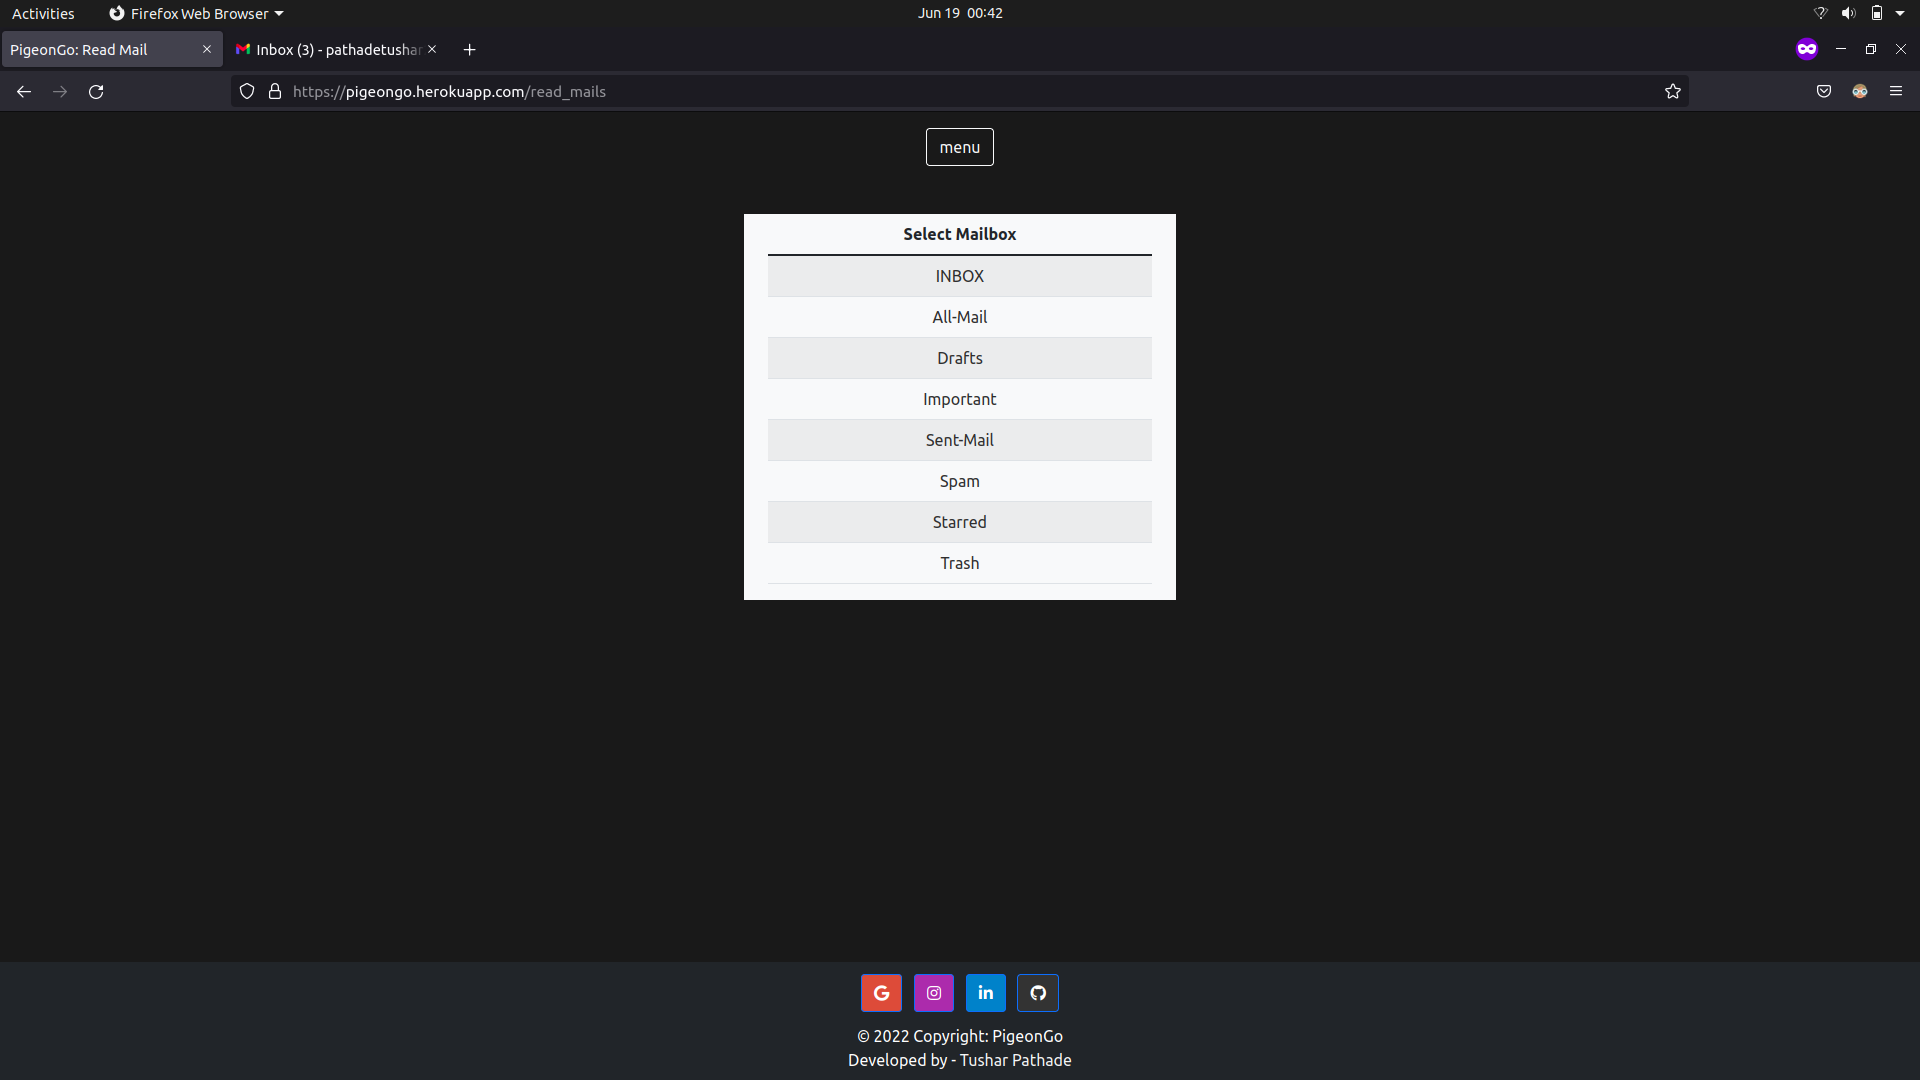 Activities Firefox Web Browser Jun 19 00:42
PigeonGo: Read Mail Inbox (3) - pathadetushar
https://pigeongo.herokuapp.com/read_mails
menu
Select Mailbox
INBOX
All-Mail
Drafts
Important
Sent-Mail
Spam
Starred
Trash
© 2022 Copyright: PigeonGo
Developed by - Tushar Pathade